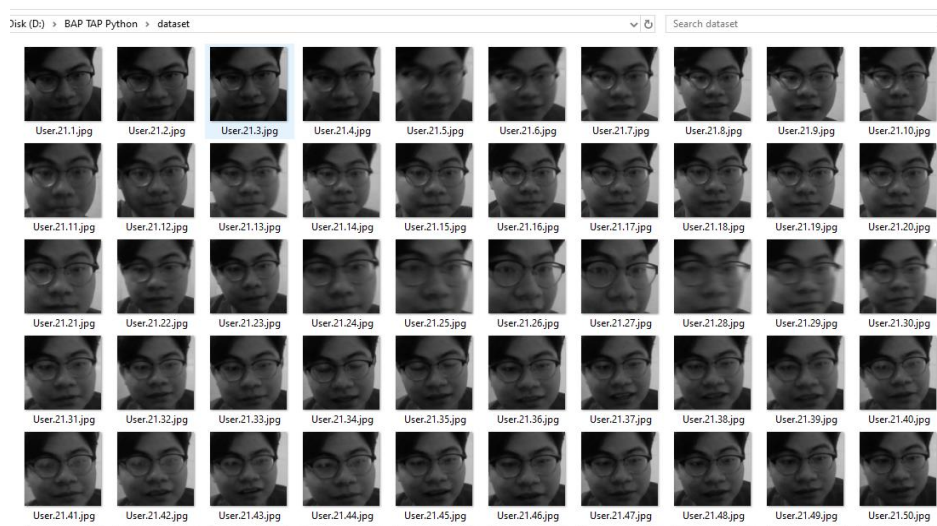 Disk (D:) > BAP TAP Python > dataset
Search dataset
User.21.1.jpg User.21.2.jpg User.21.3.jpg User.21.4.jpg User.21.5.jpg User.21.6.jpg User.21.7.jpg User.21.8.jpg User.21.9.jpg User.21.10.jpg
User.21.11.jpg User.21.12.jpg User.21.13.jpg User.21.14.jpg User.21.15.jpg User.21.16.jpg User.21.17.jpg User.21.18.jpg User.21.19.jpg User.21.20.jpg
User.21.21.jpg User.21.22.jpg User.21.23.jpg User.21.24.jpg User.21.25.jpg User.21.26.jpg User.21.27.jpg User.21.28.jpg User.21.29.jpg User.21.30.jpg
User.21.31.jpg User.21.32.jpg User.21.33.jpg User.21.34.jpg User.21.35.jpg User.21.36.jpg User.21.37.jpg User.21.38.jpg User.21.39.jpg User.21.40.jpg
User.21.41.jpg User.21.42.jpg User.21.43.jpg User.21.44.jpg User.21.45.jpg User.21.46.jpg User.21.47.jpg User.21.48.jpg User.21.49.jpg User.21.50.jpg